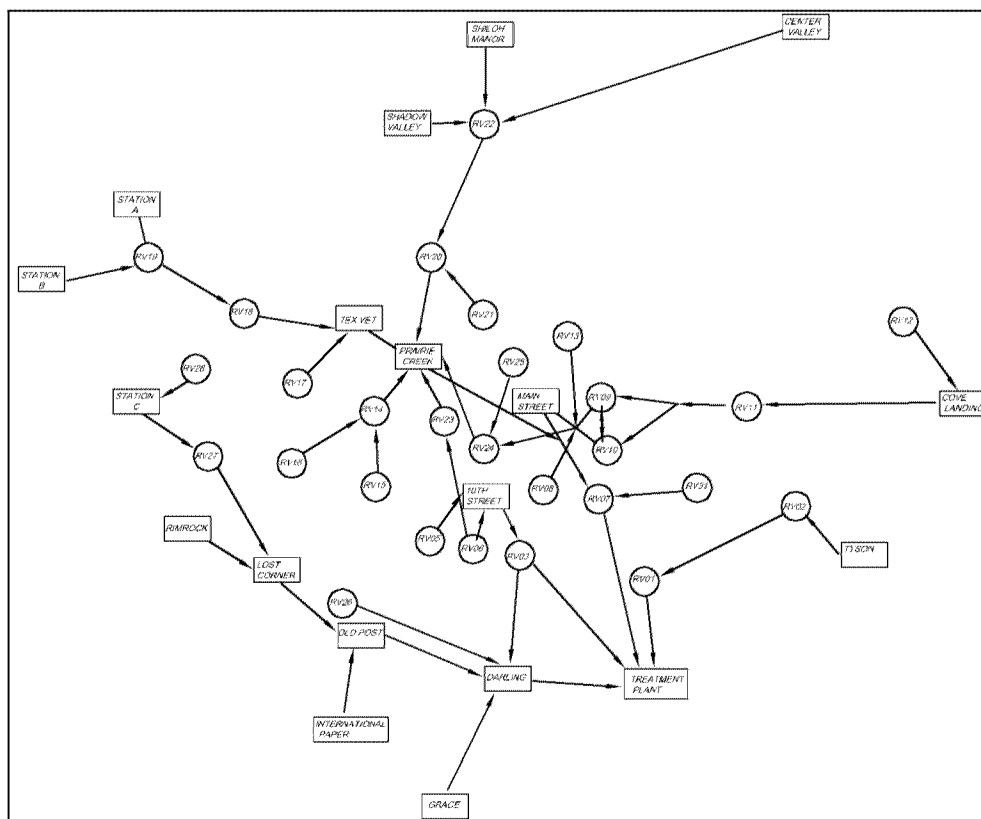 SHILOH
MANOR
CENTER
VALLEY
SHADOW
VALLEY
RV22
STATION
A
RV19
RV20
STATION
B
RV18
TEX VET
RV21
RV13
RV12
PRAIRIE
CREEK
RV25
RV26
RV17
MAIN
STREET
RV09
STATION
C
RV14
RV23
RV11
COVE
LANDING
RV24
RV10
RV27
RV16
RV15
RV08
10TH
STREET
RV07
RV31
RV02
RIMROCK
RV05
RV06
RV03
TYSON
LOST
CORNER
RV01
RV28
OLD POST
DARLING
TREATMENT
PLANT
INTERNATIONAL
PAPER
GRACE